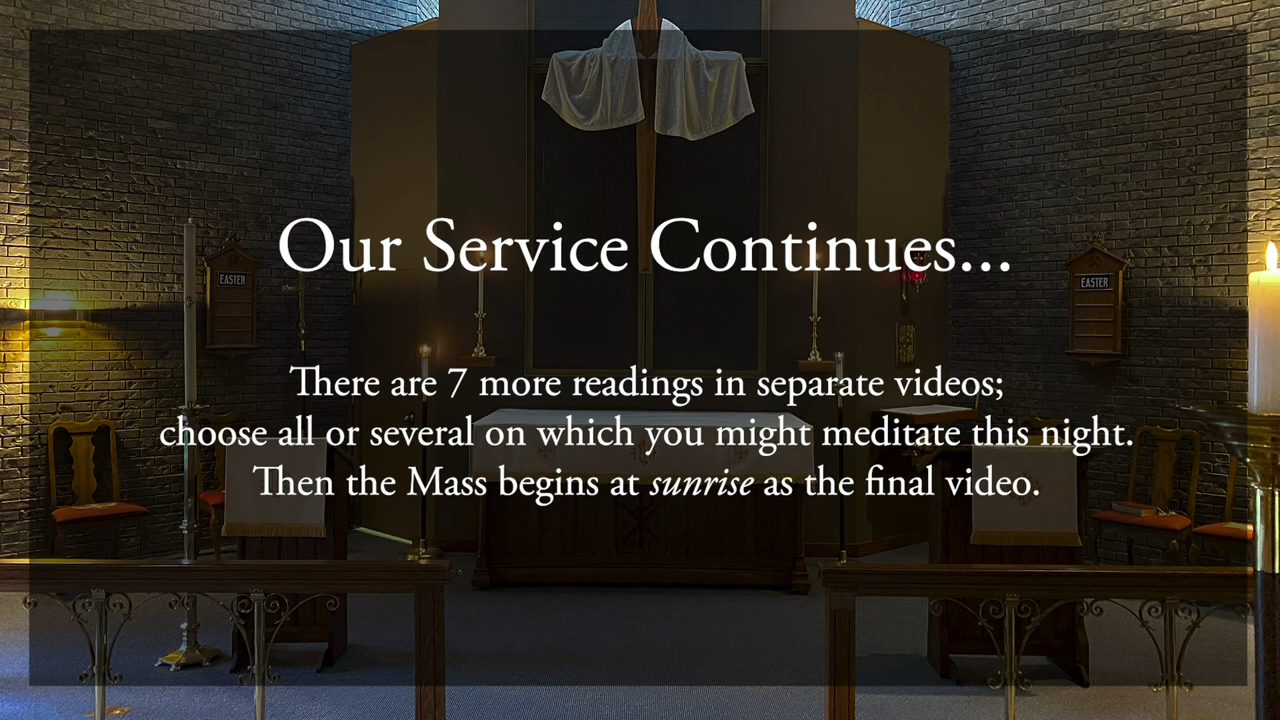 Our Service Continues...
EASTER
EASTER
There are 7 more readings in separate videos;
choose all or several on which you might meditate this night.
Then the Mass begins at sunrise as the final video.